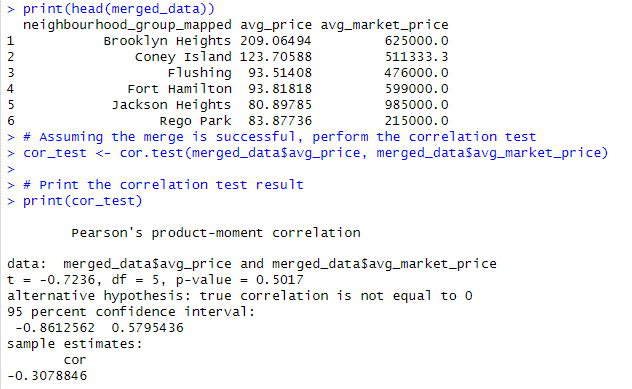 > print(head(merged_data))
  neighbourhood_group_mapped avg_price avg_market_price
1           Brooklyn Heights 209.06494         625000.0
2               Coney Island 123.70588         511333.3
3                   Flushing  93.51408         476000.0
4              Fort Hamilton  93.81818         599000.0
5            Jackson Heights  80.89785         985000.0
6                  Rego Park  83.87736         215000.0
> # Assuming the merge is successful, perform the correlation test
> cor_test <- cor.test(merged_data$avg_price, merged_data$avg_market_price)
>
> # Print the correlation test result
> print(cor_test)

        Pearson's product-moment correlation

data:  merged_data$avg_price and merged_data$avg_market_price
t = -0.7236, df = 5, p-value = 0.5017
alternative hypothesis: true correlation is not equal to 0
95 percent confidence interval:
 -0.8612562  0.5795436
sample estimates:
       cor
-0.3078846